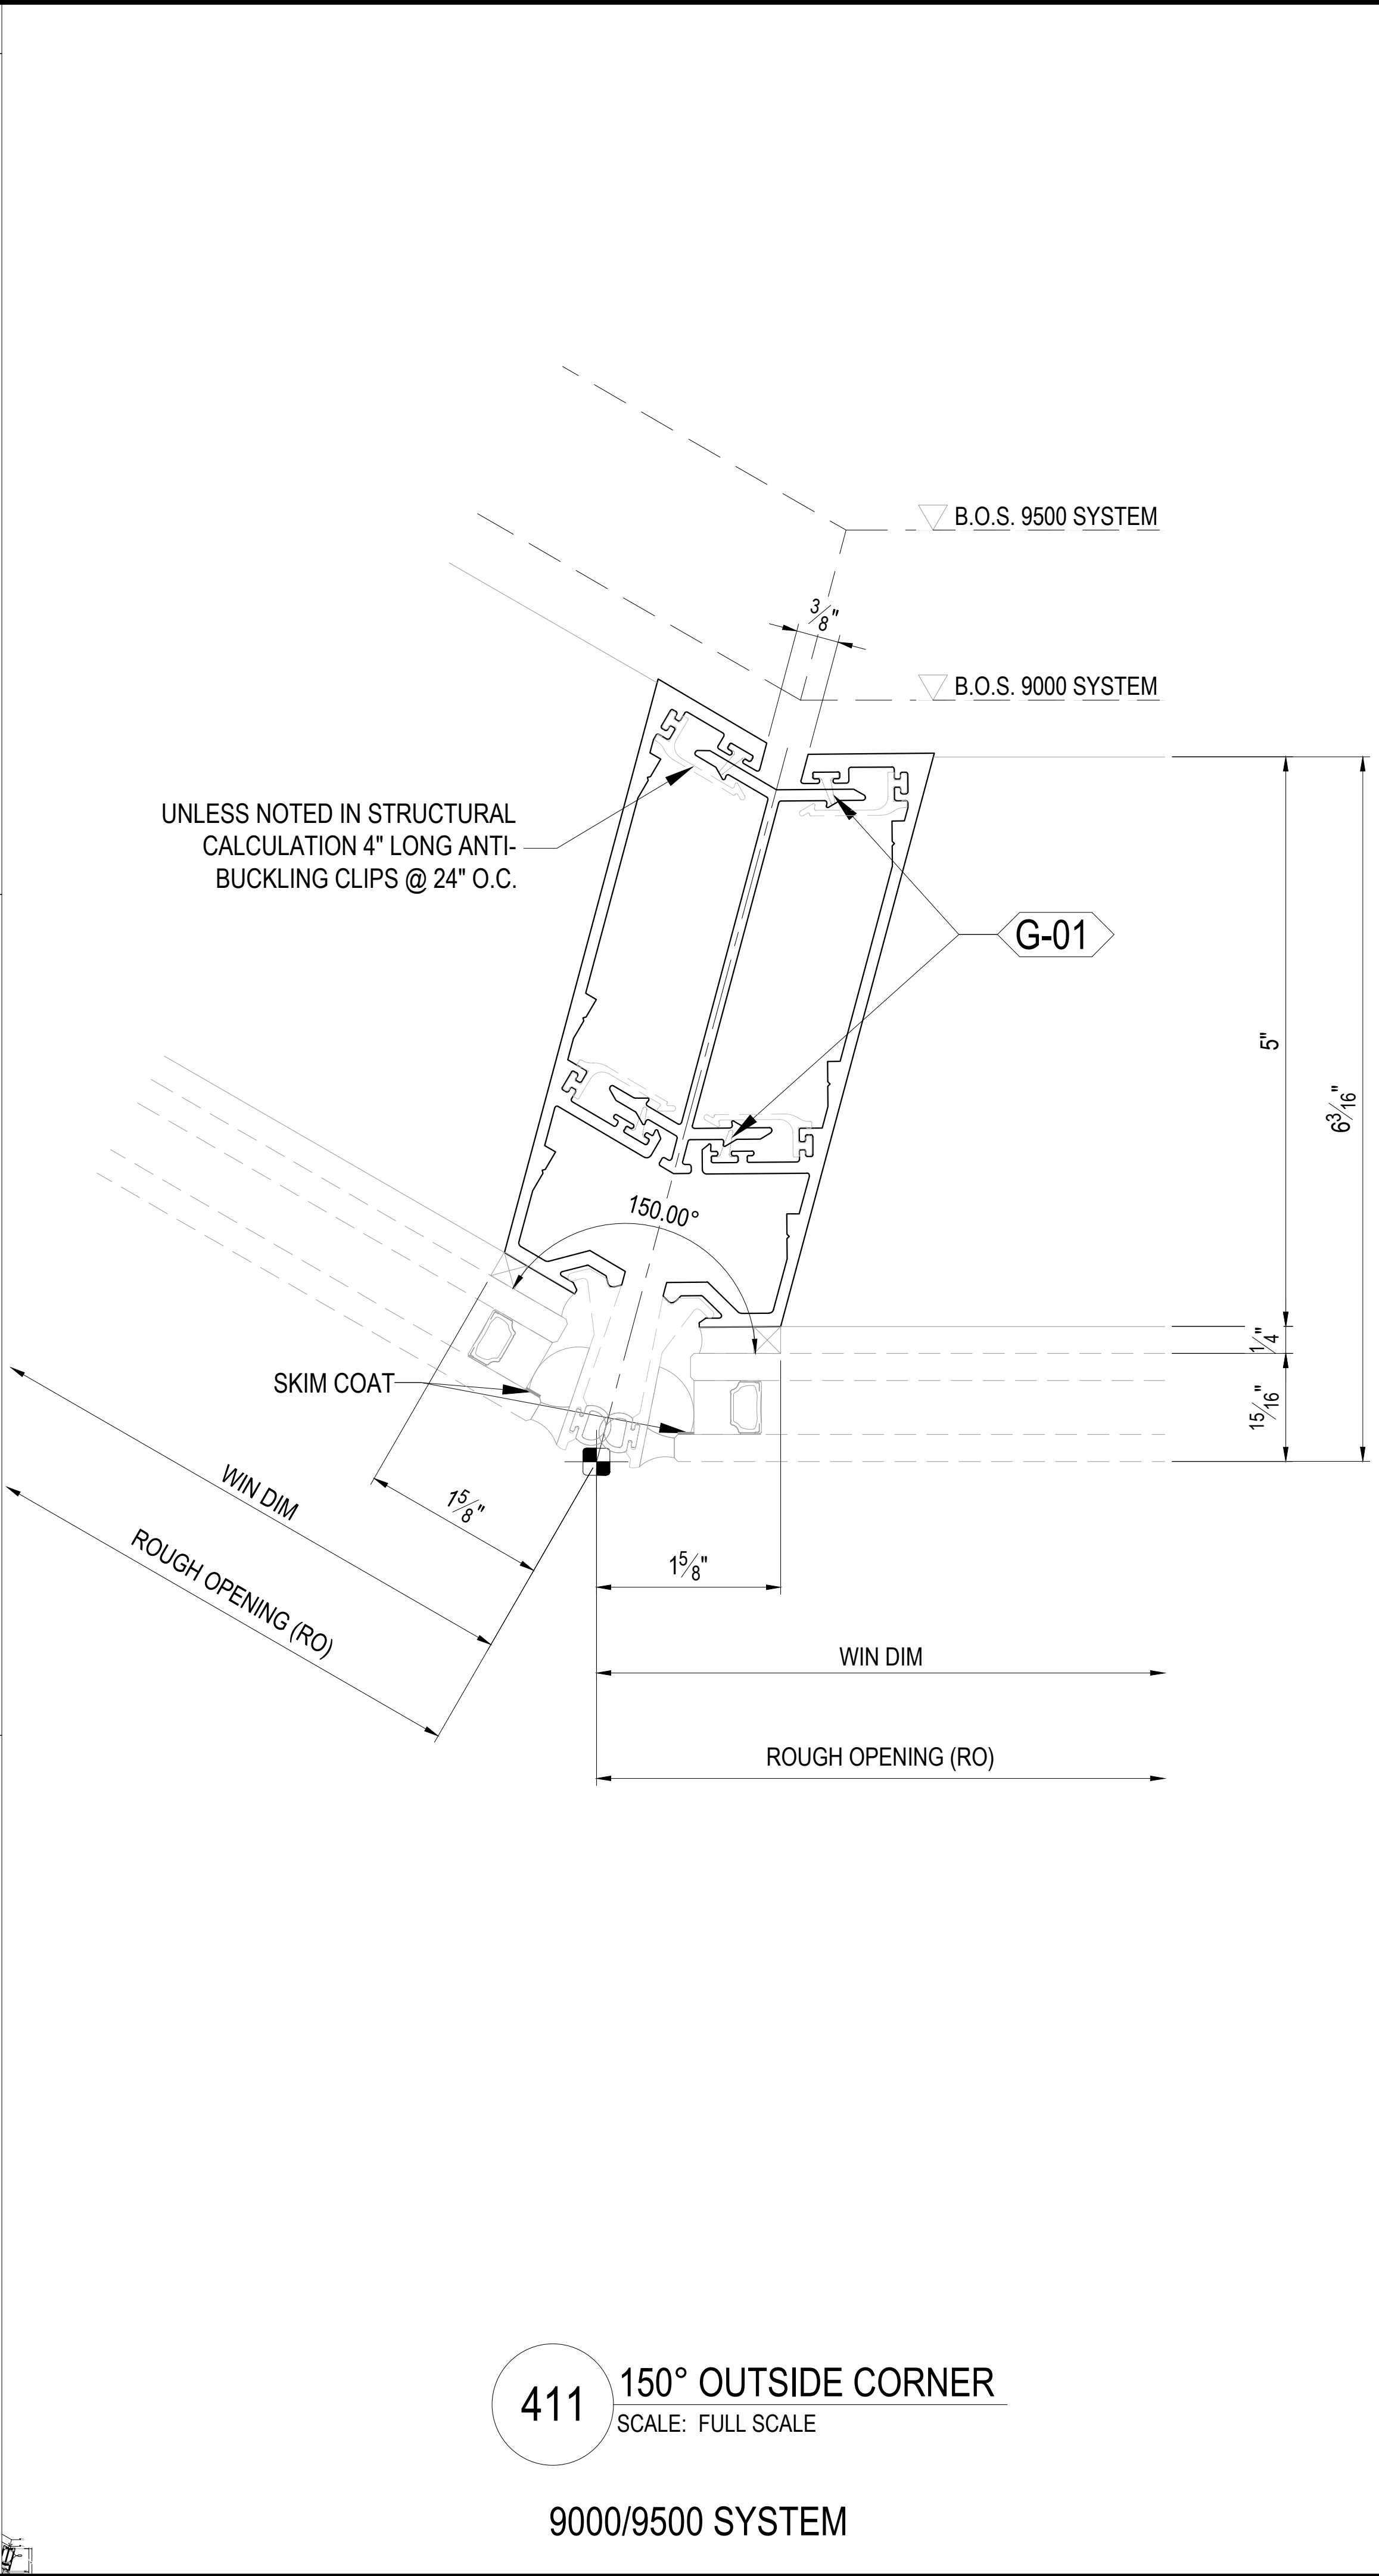 B.O.S. 9500 SYSTEM
3/8"
B.O.S. 9000 SYSTEM
UNLESS NOTED IN STRUCTURAL
CALCULATION 4" LONG ANTI-
BUCKLING CLIPS @ 24" O.C.
G-01
5"
6 3/16"
150.00°
1/4"
SKIM COAT
15/16"
WIN DIM
1 5/8"
ROUGH OPENING (RO)
1 5/8"
WIN DIM
ROUGH OPENING (RO)
411
150° OUTSIDE CORNER
SCALE: FULL SCALE
9000/9500 SYSTEM